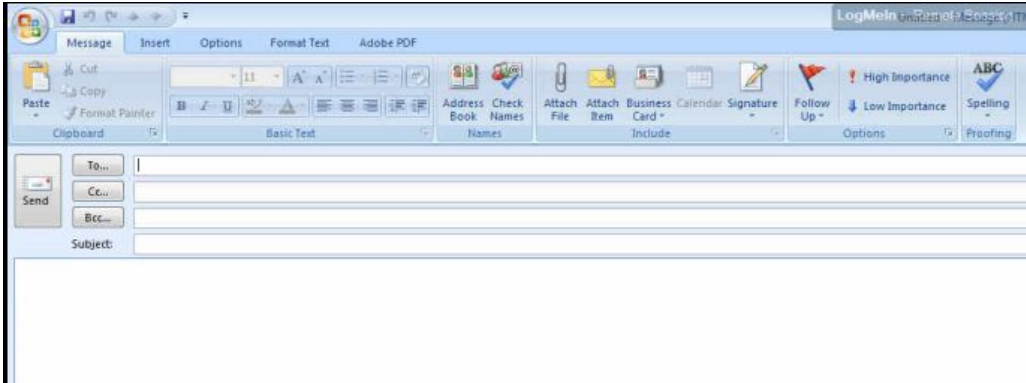 LogMeIn - Remote Session
Message Insert Options Format Text Adobe PDF
Cut
Copy
Format Painter
Paste
Clipboard
11
B I U
Basic Text
Address Book
Check Names
Names
Attach File
Attach Item
Business Card
Calendar
Signature
Include
Follow Up
High Importance
Low Importance
Options
ABC
Spelling
Proofing
Send
To...
Cc...
Bcc...
Subject: